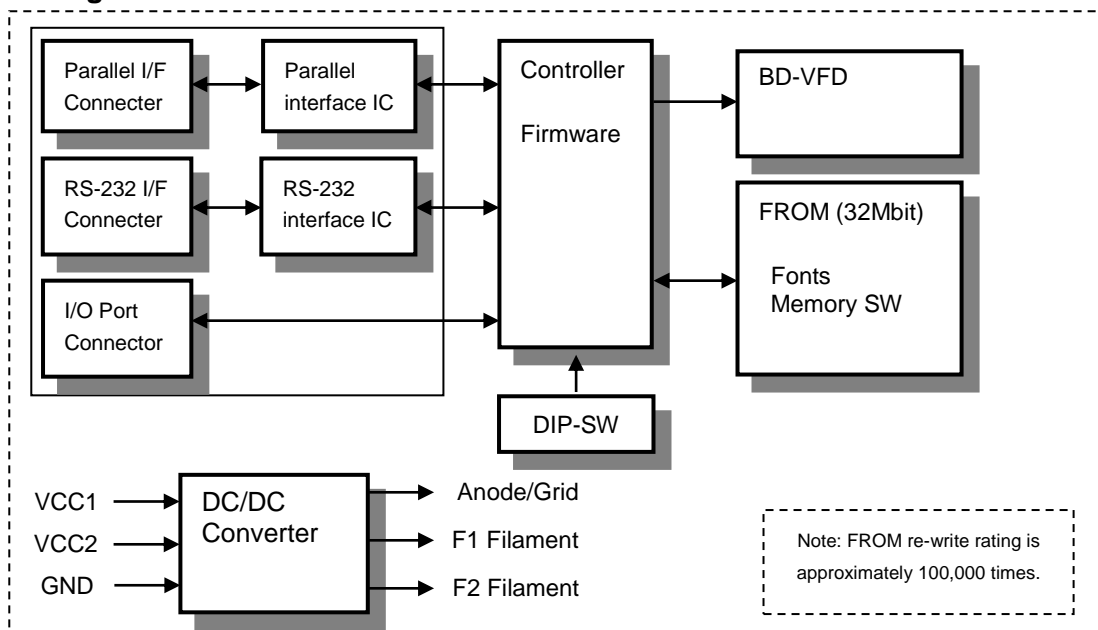 Parallel I/F
Connecter
Parallel
interface IC
RS-232 I/F
Connecter
RS-232
interface IC
I/O Port
Connector
Controller
Firmware
BD-VFD
FROM (32Mbit)
Fonts
Memory SW
DIP-SW
VCC1
VCC2
GND
DC/DC
Converter
Anode/Grid
F1 Filament
F2 Filament
Note: FROM re-write rating is
approximately 100,000 times.